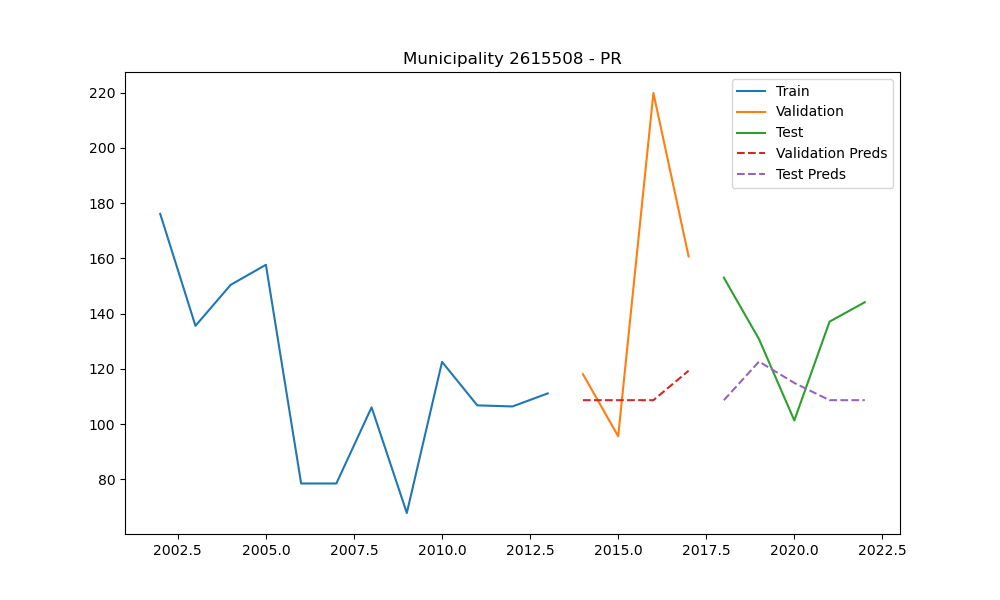 Municipality 2615508 - PR
220
200
180
160
140
120
100
80
2002.5 2005.0 2007.5 2010.0 2012.5 2015.0 2017.5 2020.0 2022.5
Train
Validation
Test
Validation Preds
Test Preds